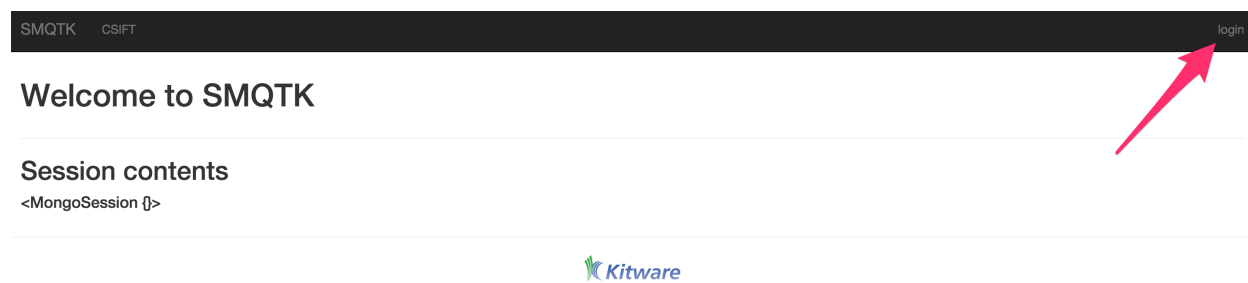 SMQTK CSIFT login
Welcome to SMQTK
Session contents
<MongoSession {}>
Kitware